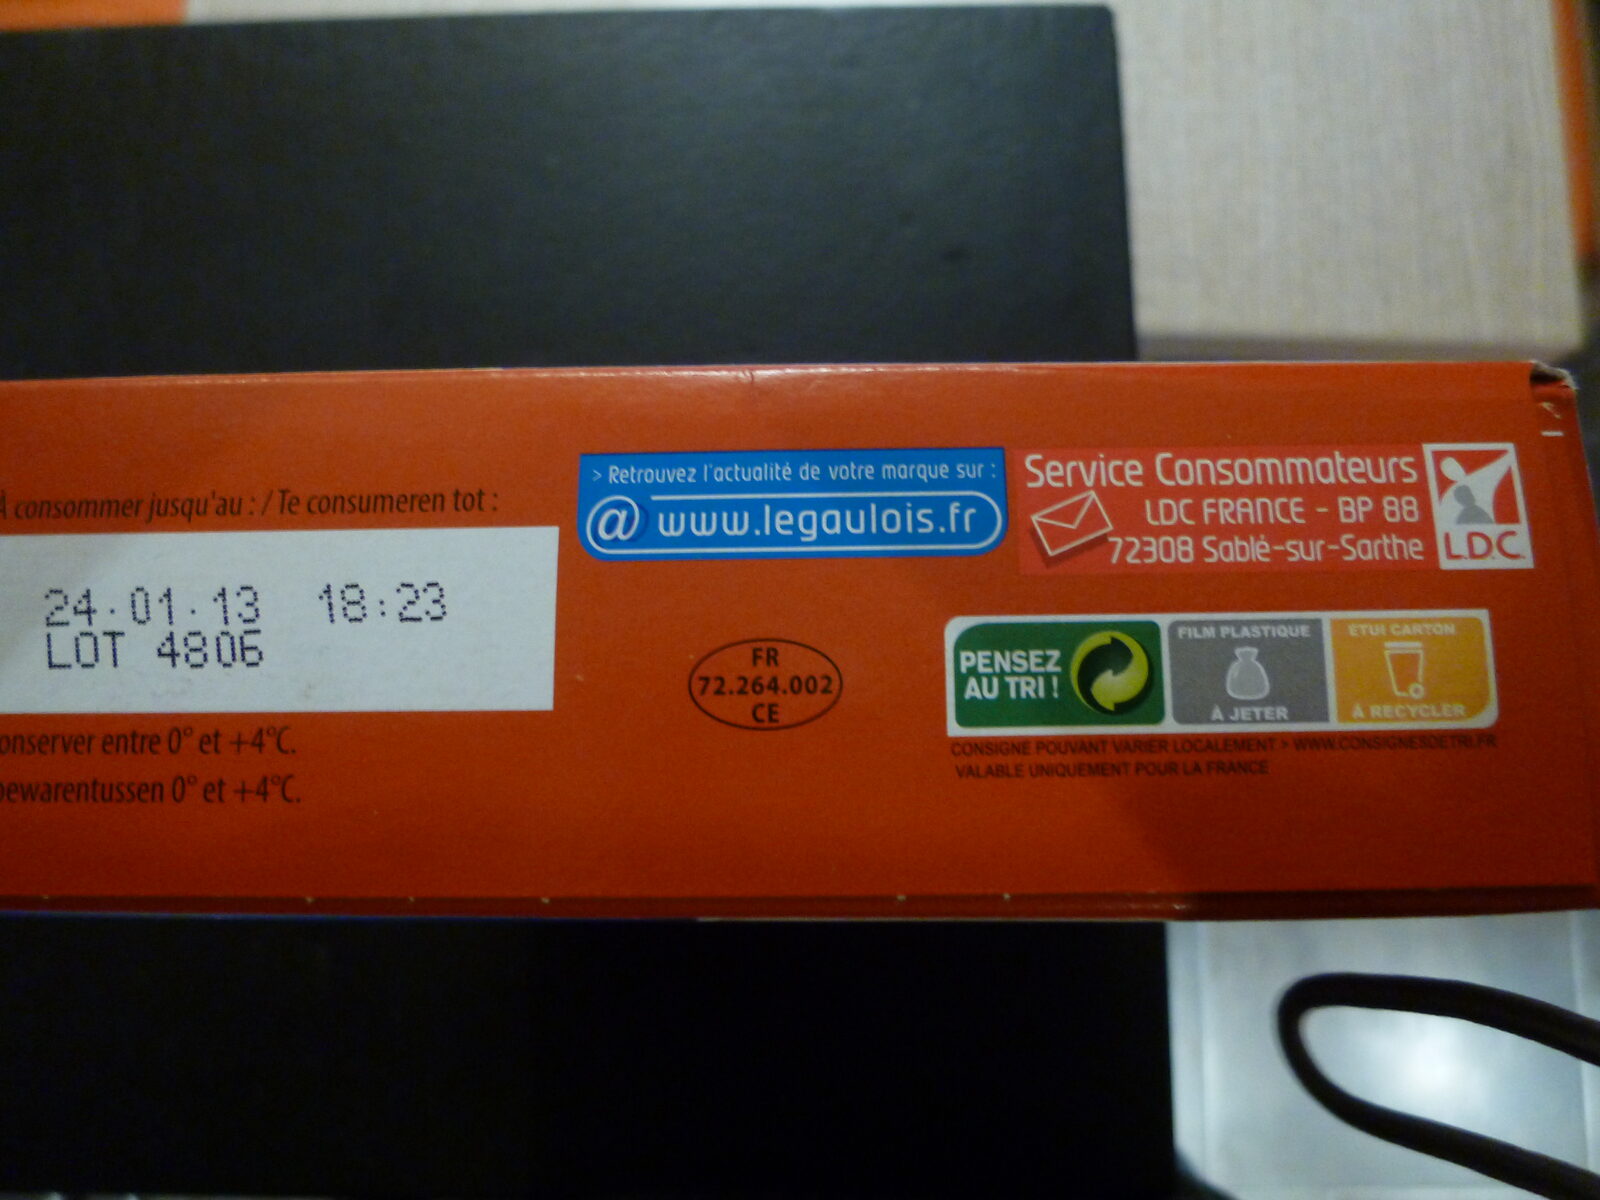 À consommer jusqu'au : / Te consumeren tot :
24.01.13 18:23
LOT 4806
onserver entre 0° et +4°C.
bewarentussen 0° et +4°C.
> Retrouvez l'actualité de votre marque sur :
@ www.legaulois.fr
Service Consommateurs
LDC FRANCE - BP 88
72308 Sablé-sur-Sarthe
L.D.C.
FR
72.264.002
CE
PENSEZ
AU TRI !
FILM PLASTIQUE
À JETER
ETUI CARTON
À RECYCLER
CONSIGNE POUVANT VARIER LOCALEMENT > WWW.CONSIGNESDETRI.FR
VALABLE UNIQUEMENT POUR LA FRANCE